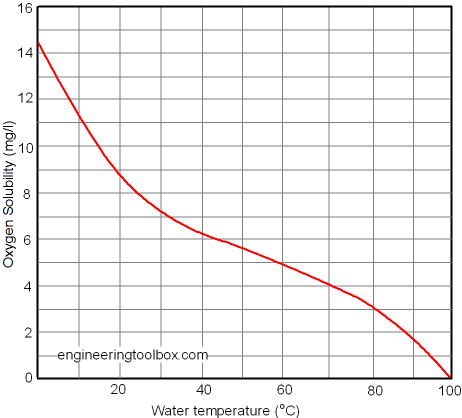 16
14
12
10
8
6
4
2
0
Oxygen Solubility (mg/l)
engineeringtoolbox.com
20 40 60 80 100
Water temperature (°C)